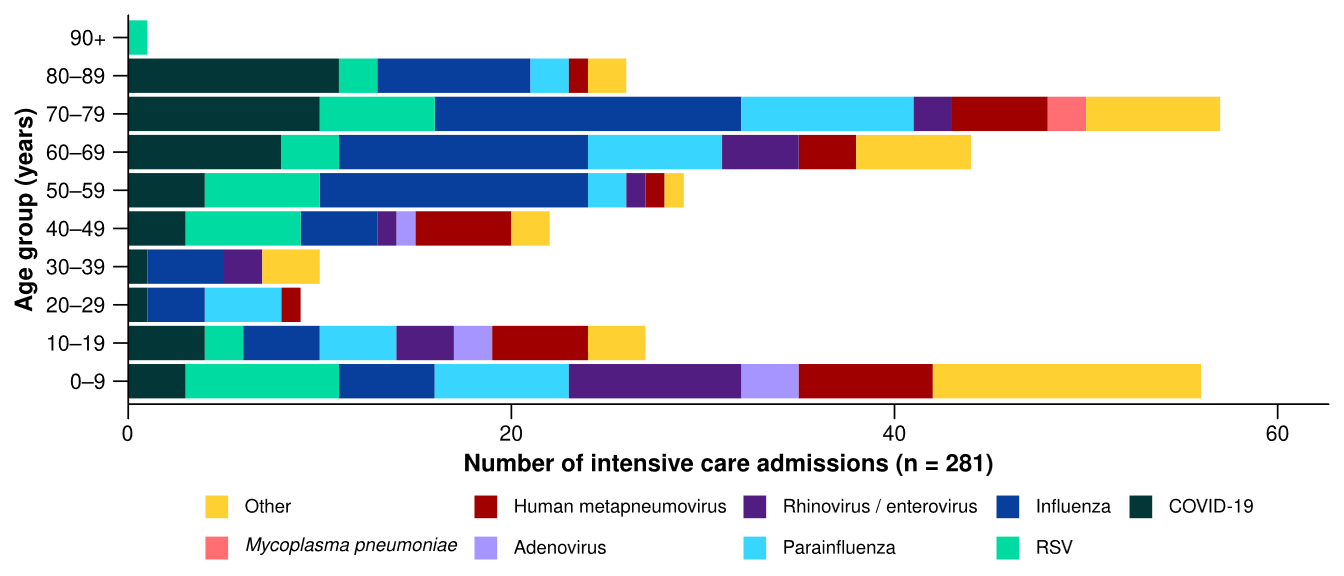 Age group (years)
90+
80–89
70–79
60–69
50–59
40–49
30–39
20–29
10–19
0–9
0 20 40 60
Number of intensive care admissions (n = 281)
Other Human metapneumovirus Rhinovirus / enterovirus Influenza COVID-19
Mycoplasma pneumoniae Adenovirus Parainfluenza RSV